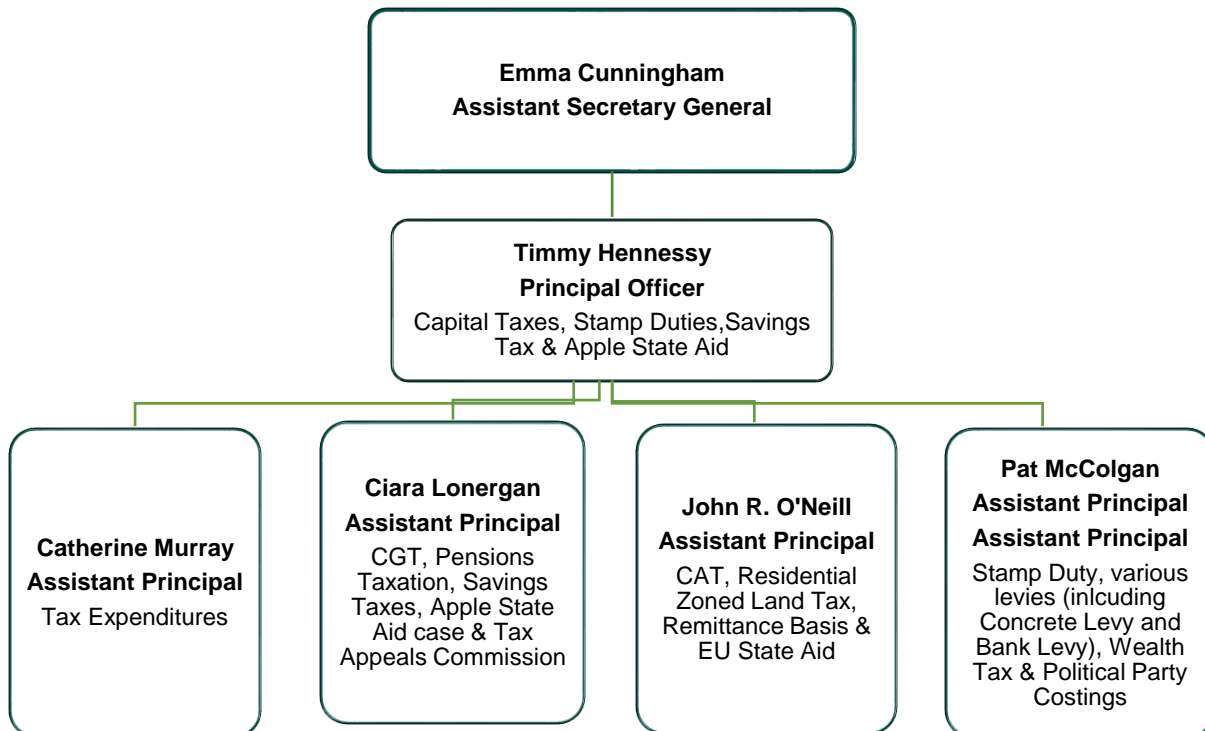 Emma Cunningham
Assistant Secretary General
Timmy Hennessy
Principal Officer
Capital Taxes, Stamp Duties,Savings
Tax & Apple State Aid
Catherine Murray
Assistant Principal
Tax Expenditures
Ciara Lonergan
Assistant Principal
CGT, Pensions
Taxation, Savings
Taxes, Apple State
Aid case & Tax
Appeals Commission
John R. O'Neill
Assistant Principal
CAT, Residential
Zoned Land Tax,
Remittance Basis &
EU State Aid
Pat McColgan
Assistant Principal
Assistant Principal
Stamp Duty, various
levies (inlcuding
Concrete Levy and
Bank Levy), Wealth
Tax & Political Party
Costings